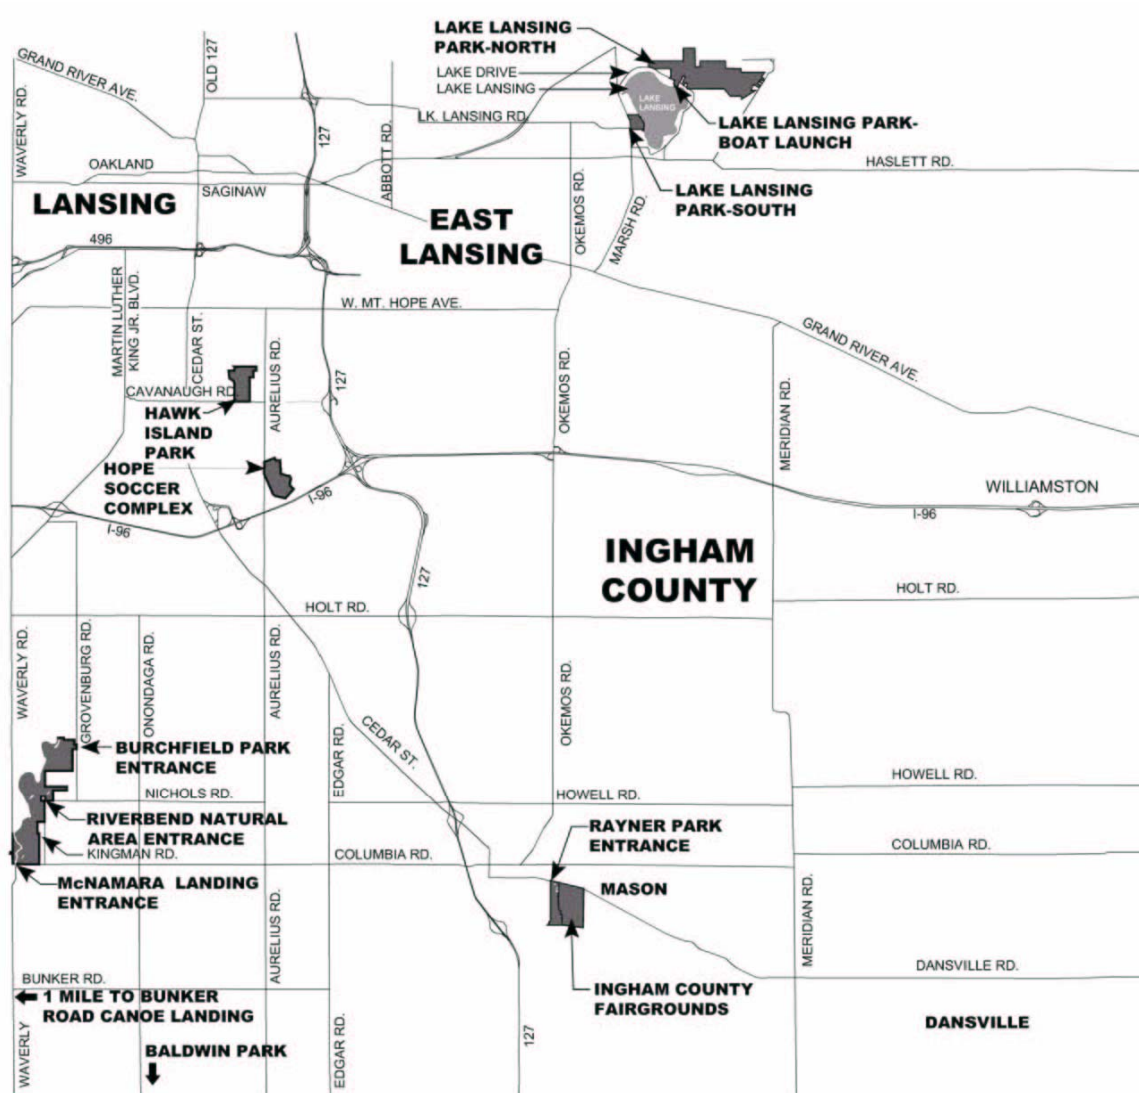 LAKE LANSING
PARK-NORTH
LAKE DRIVE
LAKE LANSING
LK. LANSING RD.
LAKE
LANSING
LAKE LANSING PARK-
BOAT LAUNCH
HASLETT RD.
LAKE LANSING
PARK-SOUTH
GRAND RIVER AVE.
OLD 127
WAVERLY RD.
127
ABBOTT RD.
OAKLAND
SAGINAW
LANSING
EAST
LANSING
OKEMOS RD.
MARSH RD.
496
MARTIN LUTHER
KING JR. BLVD.
CEDAR ST.
W. MT. HOPE AVE.
AURELIUS RD.
127
OKEMOS RD.
GRAND RIVER AVE.
MERIDIAN RD.
CAVANAUGH RD
HAWK
ISLAND
PARK
HOPE
SOCCER
COMPLEX
I-96
I-96
WILLIAMSTON
I-96
INGHAM
COUNTY
127
HOLT RD.
HOLT RD.
WAVERLY RD.
GROVENBURG RD.
ONONDAGA RD.
AURELIUS RD.
EDGAR RD.
CEDAR ST.
OKEMOS RD.
BURCHFIELD PARK
ENTRANCE
NICHOLS RD.
HOWELL RD.
HOWELL RD.
RIVERBEND NATURAL
AREA ENTRANCE
KINGMAN RD.
COLUMBIA RD.
RAYNER PARK
ENTRANCE
COLUMBIA RD.
McNAMARA LANDING
ENTRANCE
MASON
AURELIUS RD.
MERIDIAN RD.
BUNKER RD.
DANSVILLE RD.
1 MILE TO BUNKER
ROAD CANOE LANDING
INGHAM COUNTY
FAIRGROUNDS
DANSVILLE
WAVERLY
BALDWIN PARK
EDGAR RD.
127